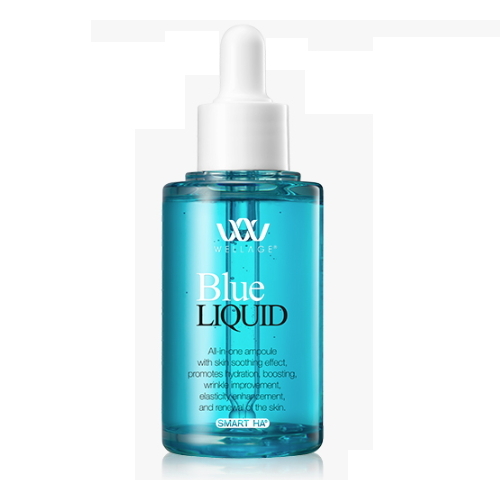 WELLAGE®
Blue
LIQUID
All-in-one ampoule
with skin soothing effect,
promotes hydration, boosting,
wrinkle improvement,
elasticity enhancement,
and renewal of the skin.
SMART HA®